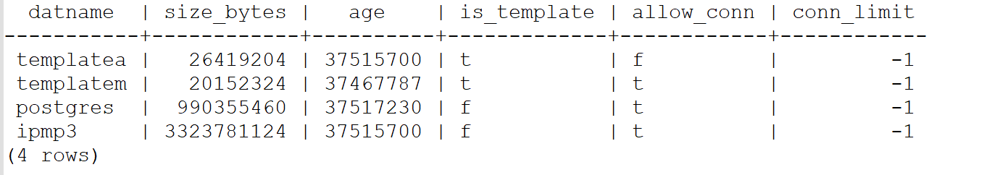 datname  | size_bytes |   age    | is_template | allow_conn | conn_limit
-----------+------------+----------+-------------+------------+------------
 templatea |   26419204 | 37515700 | t           | f          |         -1
 templatem |   20152324 | 37467787 | t           | t          |         -1
 postgres  |  990355460 | 37517230 | f           | t          |         -1
 ipmp3     | 3323781124 | 37515700 | f           | t          |         -1
(4 rows)